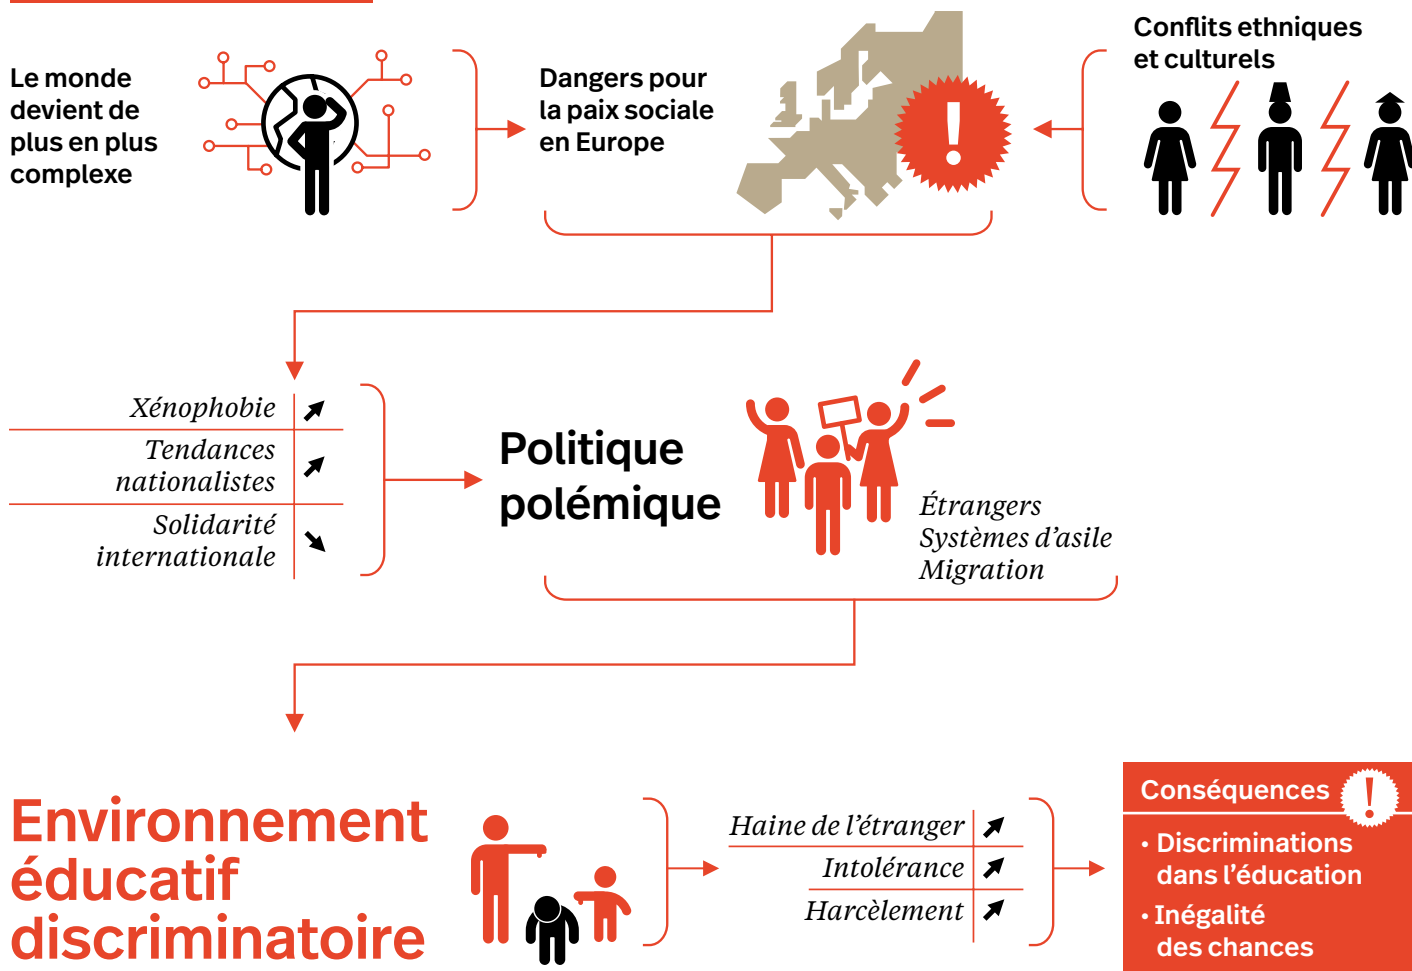 Le monde
devient de
plus en plus
complexe
Dangers pour
la paix sociale
en Europe
!
Conflits ethniques
et culturels
Xénophobie
Tendances
nationalistes
Solidarité
internationale
Politique
polémique
Étrangers
Systèmes d'asile
Migration
Environnement
éducatif
discriminatoire
Haine de l'étranger
Intolérance
Harcèlement
Conséquences !
• Discriminations
dans l'éducation
• Inégalité
des chances